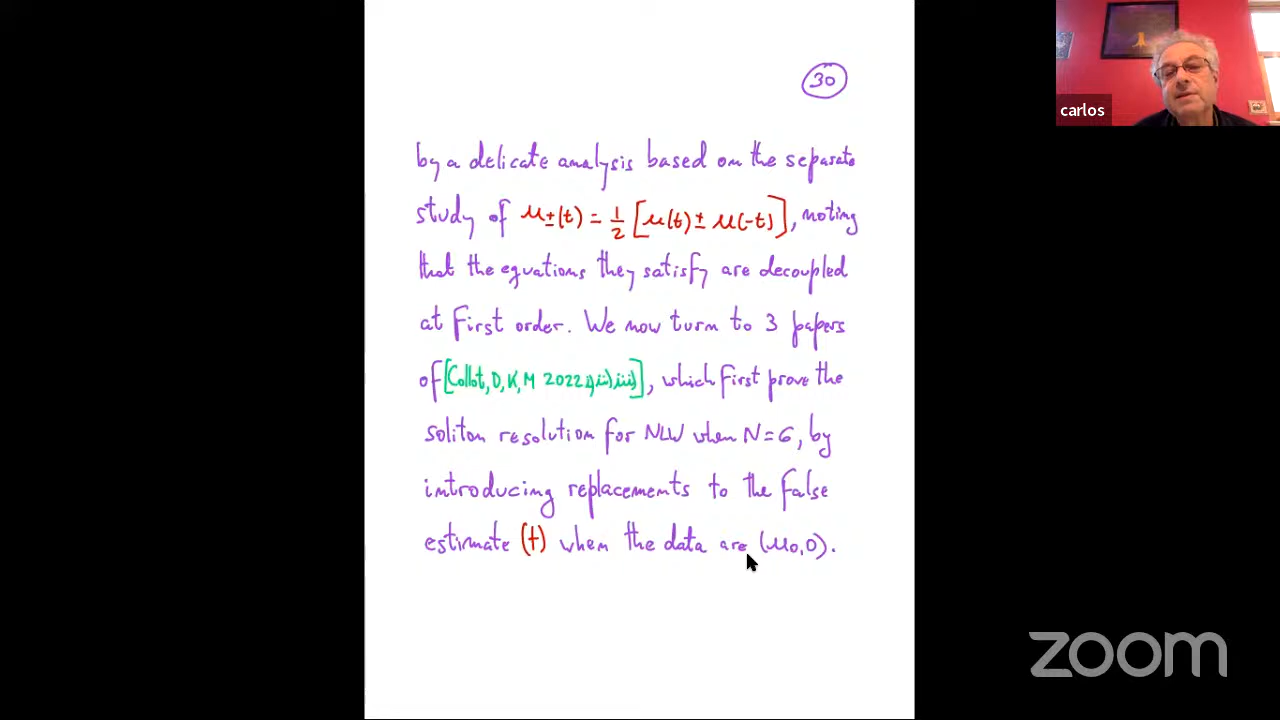 30
by a delicate analysis based on the separate
study of u±(t) = 1/2 [u(t) ± u(-t)], noting
that the equations they satisfy are decoupled
at first order. We now turn to 3 papers
of [Collot, D, K, M 2022 i) ii) iii)], which first prove the
soliton resolution for NLW when N=6, by
introducing replacements to the false
estimate (†) when the data are (u0, 0).
carlos
zoom